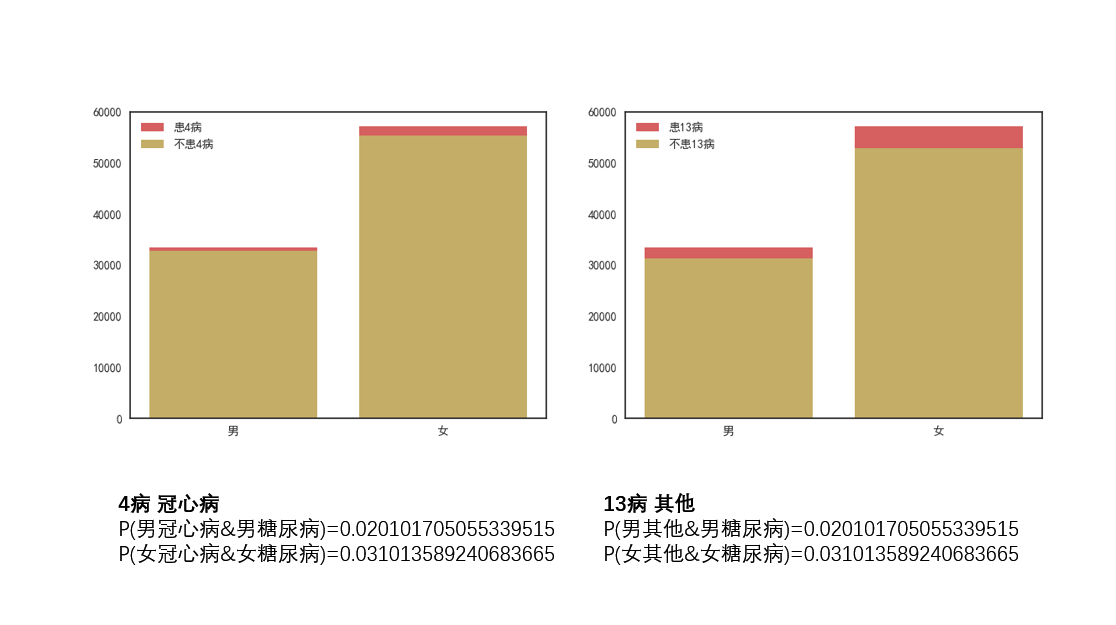 60000
50000
40000
30000
20000
10000
0
患4病
不患4病
男
女
60000
50000
40000
30000
20000
10000
0
患13病
不患13病
男
女
4病 冠心病
P(男冠心病&男糖尿病)=0.020101705055339515
P(女冠心病&女糖尿病)=0.031013589240683665
13病 其他
P(男其他&男糖尿病)=0.020101705055339515
P(女其他&女糖尿病)=0.031013589240683665